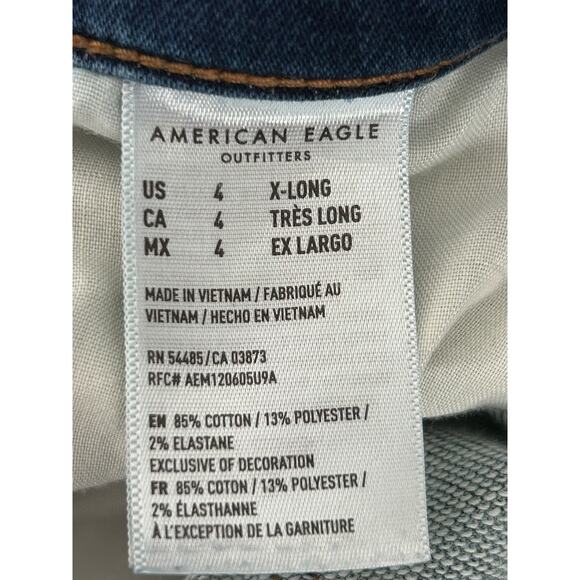 AMERICAN EAGLE
OUTFITTERS
US 4 X-LONG
CA 4 TRÈS LONG
MX 4 EX LARGO
MADE IN VIETNAM / FABRIQUÉ AU
VIETNAM / HECHO EN VIETNAM
RN 54485/CA 03873
RFC# AEM120605U9A
EN 85% COTTON / 13% POLYESTER /
2% ELASTANE
EXCLUSIVE OF DECORATION
FR 85% COTON / 13% POLYESTER /
2% ÉLASTHANNE
À L'EXCEPTION DE LA GARNITURE